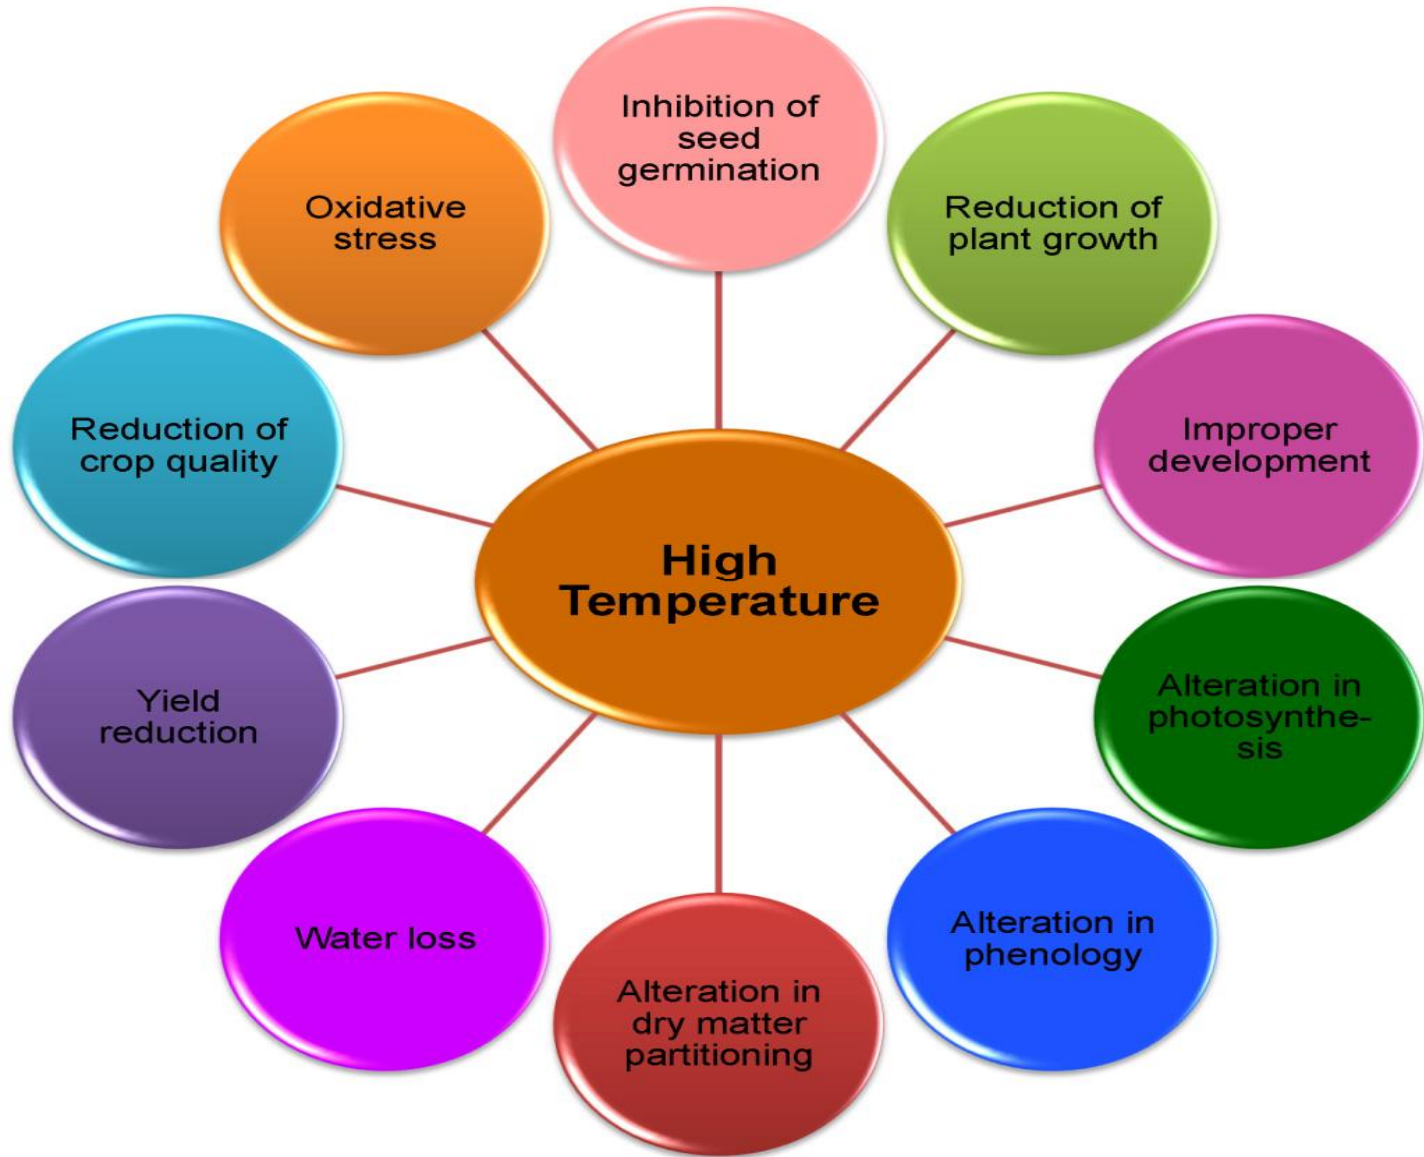 Inhibition of
seed
germination
Reduction of
plant growth
Improper
development
Alteration in
photosynthe-
sis
Alteration in
phenology
Alteration in
dry matter
partitioning
Water loss
Yield
reduction
Reduction of
crop quality
Oxidative
stress
High
Temperature